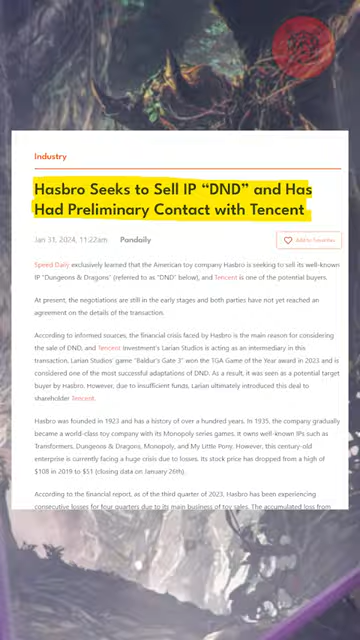 Industry
Hasbro Seeks to Sell IP “DND” and Has
Had Preliminary Contact with Tencent
Jan 31, 2024, 11:22am Pandaily
Add to Favourites
Speed Daily exclusively learned that the American toy company Hasbro is seeking to sell its well-known
IP "Dungeons & Dragons" (referred to as "DND" below), and Tencent is one of the potential buyers.
At present, the negotiations are still in the early stages and both parties have not yet reached an
agreement on the details of the transaction.
According to informed sources, the financial crisis faced by Hasbro is the main reason for considering
the sale of DND, and Tencent investment's Larian Studios is acting as an intermediary in this
transaction. Larian Studios' game "Baldur's Gate 3" won the TGA Game of the Year award in 2023 and is
considered one of the most successful adaptations of DND. As a result, it was seen as a potential target
buyer by Hasbro. However, due to insufficient funds, Larian ultimately introduced this deal to
shareholder Tencent.
Hasbro was founded in 1923 and has a history of over a hundred years. In 1935, the company gradually
became a world-class toy company with its Monopoly series games. It owns well-known IPs such as
Transformers, Dungeons & Dragons, Monopoly, and My Little Pony. However, this century-old
enterprise is currently facing a huge crisis due to losses. Its stock price has dropped from a high of
$108 in 2019 to $51 (closing data on January 26th).
According to the financial report, as of the third quarter of 2023, Hasbro has been experiencing
consecutive losses for four quarters due to its main business of toy sales. The accumulated loss from